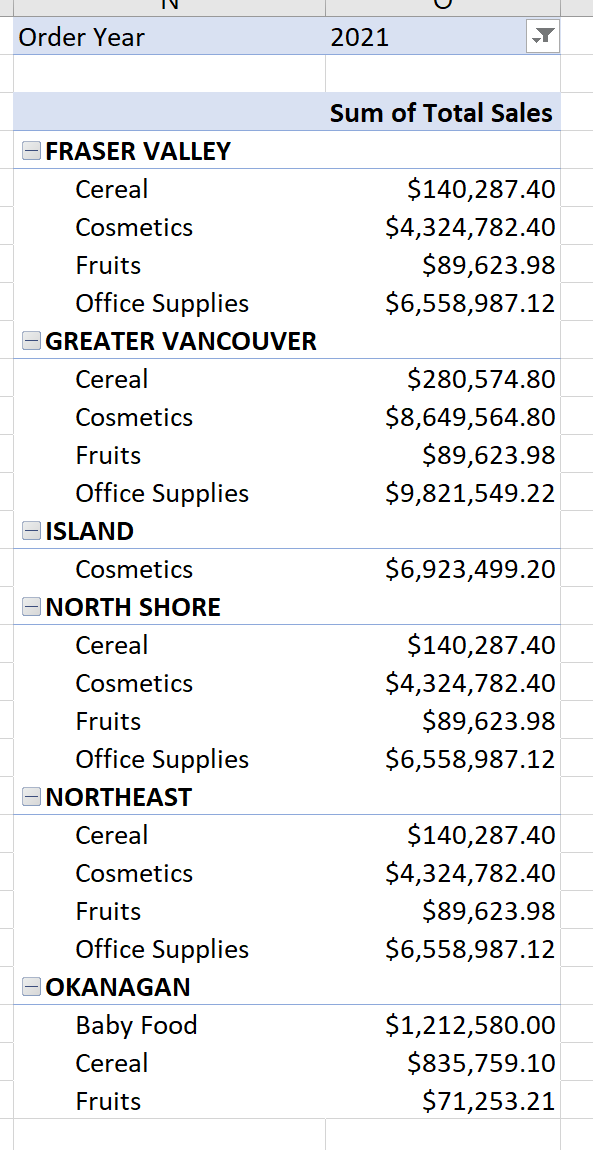 N O
Order Year 2021
Sum of Total Sales
FRASER VALLEY
Cereal $140,287.40
Cosmetics $4,324,782.40
Fruits $89,623.98
Office Supplies $6,558,987.12
GREATER VANCOUVER
Cereal $280,574.80
Cosmetics $8,649,564.80
Fruits $89,623.98
Office Supplies $9,821,549.22
ISLAND
Cosmetics $6,923,499.20
NORTH SHORE
Cereal $140,287.40
Cosmetics $4,324,782.40
Fruits $89,623.98
Office Supplies $6,558,987.12
NORTHEAST
Cereal $140,287.40
Cosmetics $4,324,782.40
Fruits $89,623.98
Office Supplies $6,558,987.12
OKANAGAN
Baby Food $1,212,580.00
Cereal $835,759.10
Fruits $71,253.21